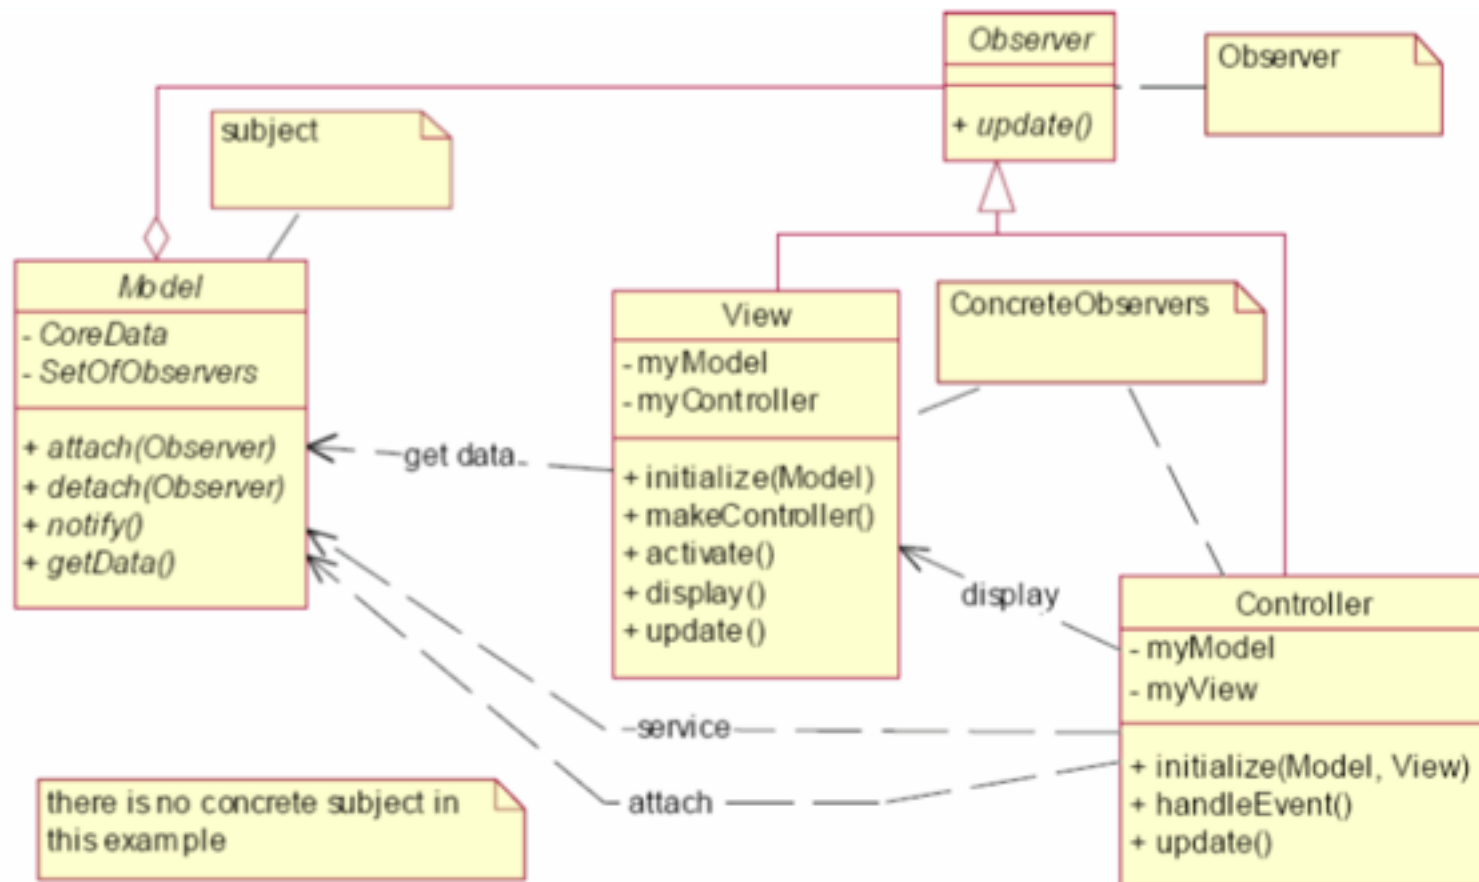 Observer
+ update()
Observer
subject
Model
- CoreData
- SetOfObservers
+ attach(Observer)
+ detach(Observer)
+ notify()
+ getData()
View
- myModel
- myController
+ initialize(Model)
+ makeController()
+ activate()
+ display()
+ update()
ConcreteObservers
get data
display
service
attach
Controller
- myModel
- myView
+ initialize(Model, View)
+ handleEvent()
+ update()
there is no concrete subject in
this example